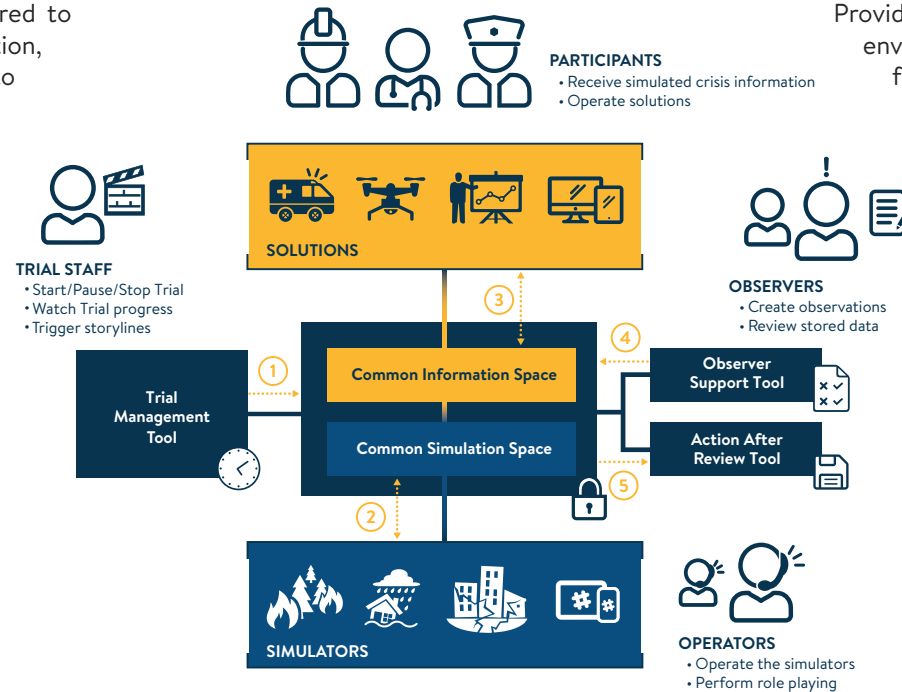 red to
tion,
to
Provid
env
f
PARTICIPANTS
• Receive simulated crisis information
• Operate solutions
TRIAL STAFF
• Start/Pause/Stop Trial
• Watch Trial progress
• Trigger storylines
SOLUTIONS
OBSERVERS
• Create observations
• Review stored data
3
1
4
Trial
Management
Tool
Common Information Space
Common Simulation Space
Observer
Support Tool
Action After
Review Tool
2
5
SIMULATORS
OPERATORS
• Operate the simulators
• Perform role playing